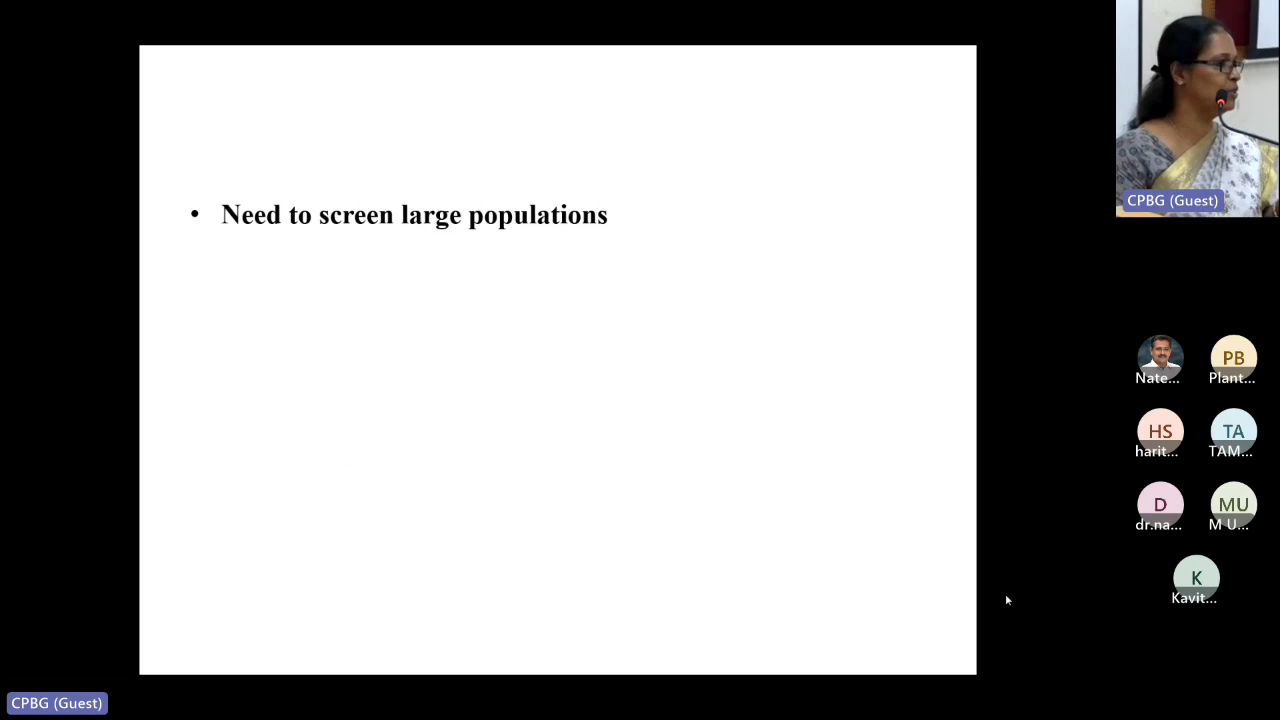 • Need to screen large populations
CPBG (Guest)
Nate...
PB
Plant...
HS
harit...
TA
TAM...
D
dr.na...
MU
M U...
K
Kavit...
CPBG (Guest)